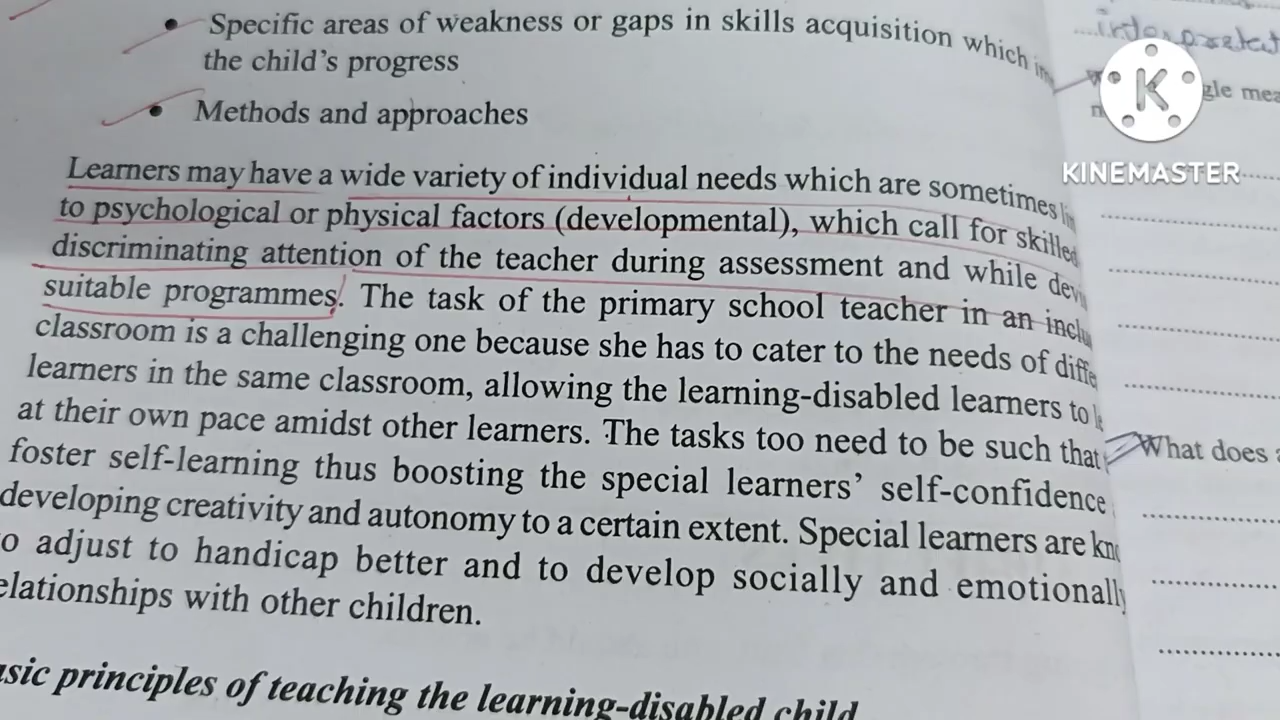 Specific areas of weakness or gaps in skills acquisition which
the child's progress
Methods and approaches
Learners may have a wide variety of individual needs which are sometimes
to psychological or physical factors (developmental), which call for skilled
discriminating attention of the teacher during assessment and while
suitable programmes. The task of the primary school teacher in an
classroom is a challenging one because she has to cater to the needs of
learners in the same classroom, allowing the learning-disabled learners to
at their own pace amidst other learners. The tasks too need to be such that
foster self-learning thus boosting the special learners' self-confidence
developing creativity and autonomy to a certain extent. Special learners are
adjust to handicap better and to develop socially and emotionally
with other children.
principles of teaching the learning-disabled child
K
KINEMASTER
What does